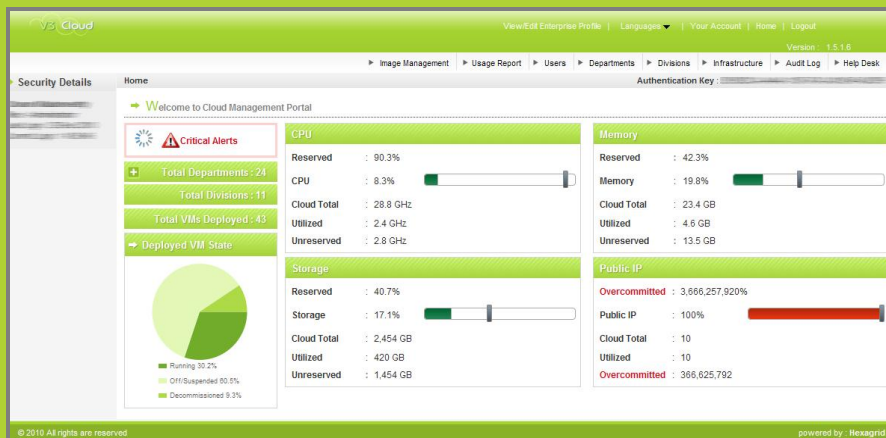 V3 Cloud
View/Edit Enterprise Profile | Languages | Your Account | Home | Logout
Version : 1.5.1.6
Image Management Usage Report Users Departments Divisions Infrastructure Audit Log Help Desk
Security Details
Home
Authentication Key :
Welcome to Cloud Management Portal
Critical Alerts
Total Departments : 24
Total Divisions : 11
Total VMs Deployed : 43
Deployed VM State
Running 30.2%
Off/Suspended 60.5%
Decommissioned 9.3%
CPU
Reserved : 90.3%
CPU : 8.3%
Cloud Total : 28.8 GHz
Utilized : 2.4 GHz
Unreserved : 2.8 GHz
Memory
Reserved : 42.3%
Memory : 19.8%
Cloud Total : 23.4 GB
Utilized : 4.6 GB
Unreserved : 13.5 GB
Storage
Reserved : 40.7%
Storage : 17.1%
Cloud Total : 2,454 GB
Utilized : 420 GB
Unreserved : 1,454 GB
Public IP
Overcommitted : 3,666,257,920%
Public IP : 100%
Cloud Total : 10
Utilized : 10
Overcommitted : 366,625,792
© 2010 All rights are reserved
powered by : Hexagrid